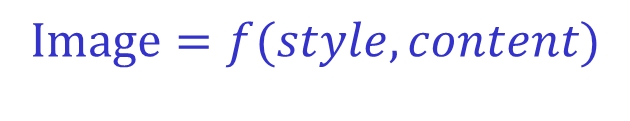 Image = f(style, content)